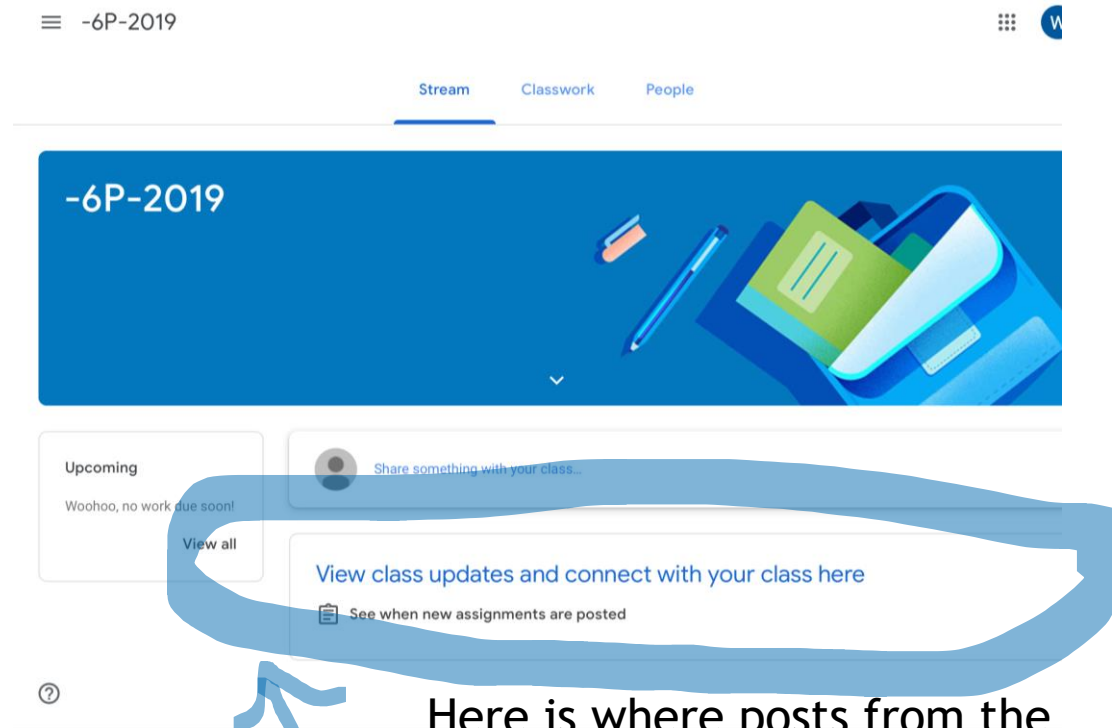 -6P-2019
W
Stream Classwork People
-6P-2019
Upcoming
Woohoo, no work due soon!
View all
Share something with your class...
View class updates and connect with your class here
See when new assignments are posted
Here is where posts from the